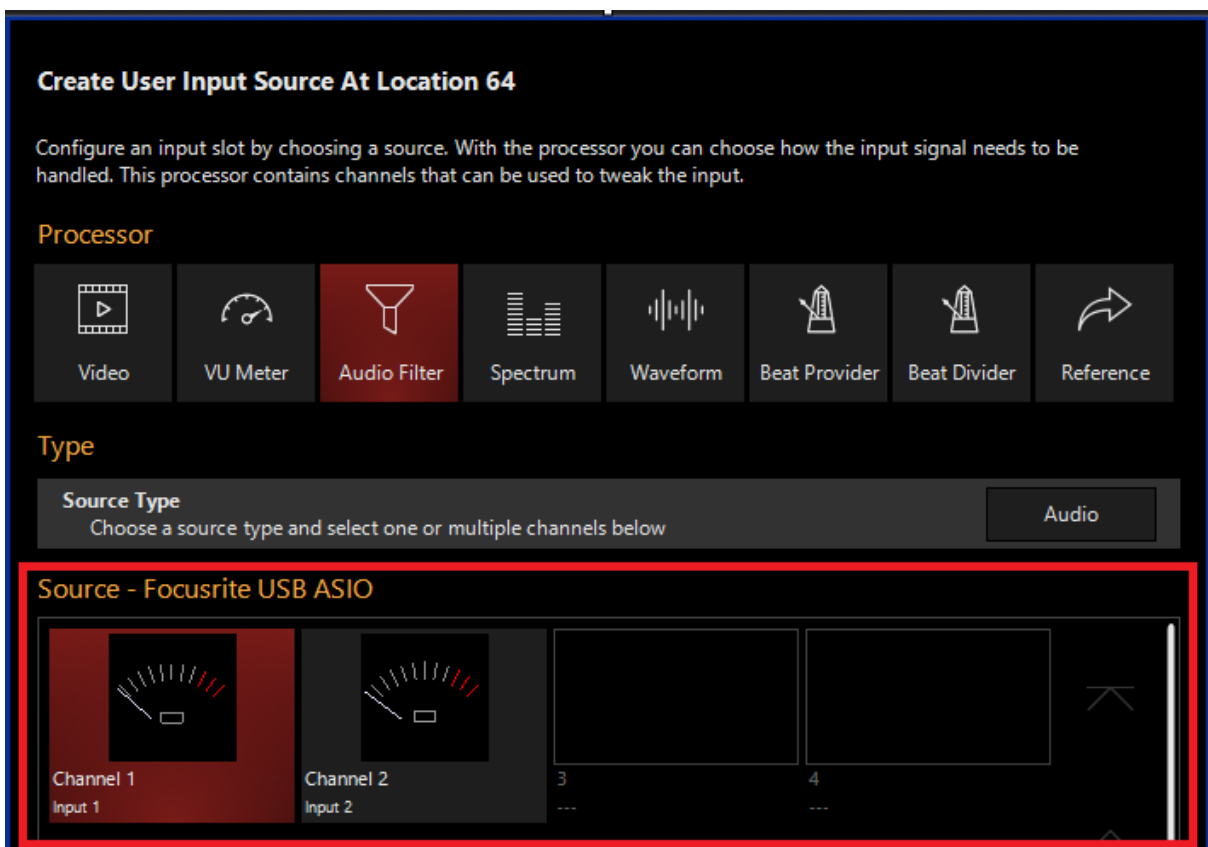 Create User Input Source At Location 64
Configure an input slot by choosing a source. With the processor you can choose how the input signal needs to be
handled. This processor contains channels that can be used to tweak the input.
Processor
Video
VU Meter
Audio Filter
Spectrum
Waveform
Beat Provider
Beat Divider
Reference
Type
Source Type
Choose a source type and select one or multiple channels below
Audio
Source - Focusrite USB ASIO
Channel 1
Input 1
Channel 2
Input 2
3
---
4
---